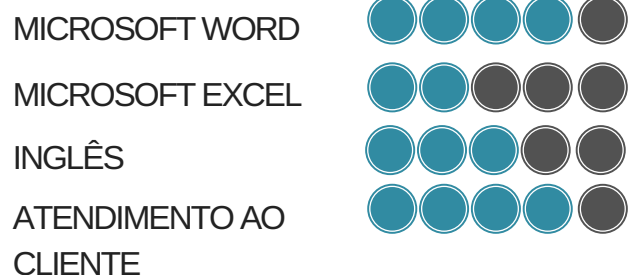 MICROSOFT WORD
MICROSOFT EXCEL
INGLÊS
ATENDIMENTO AO
CLIENTE